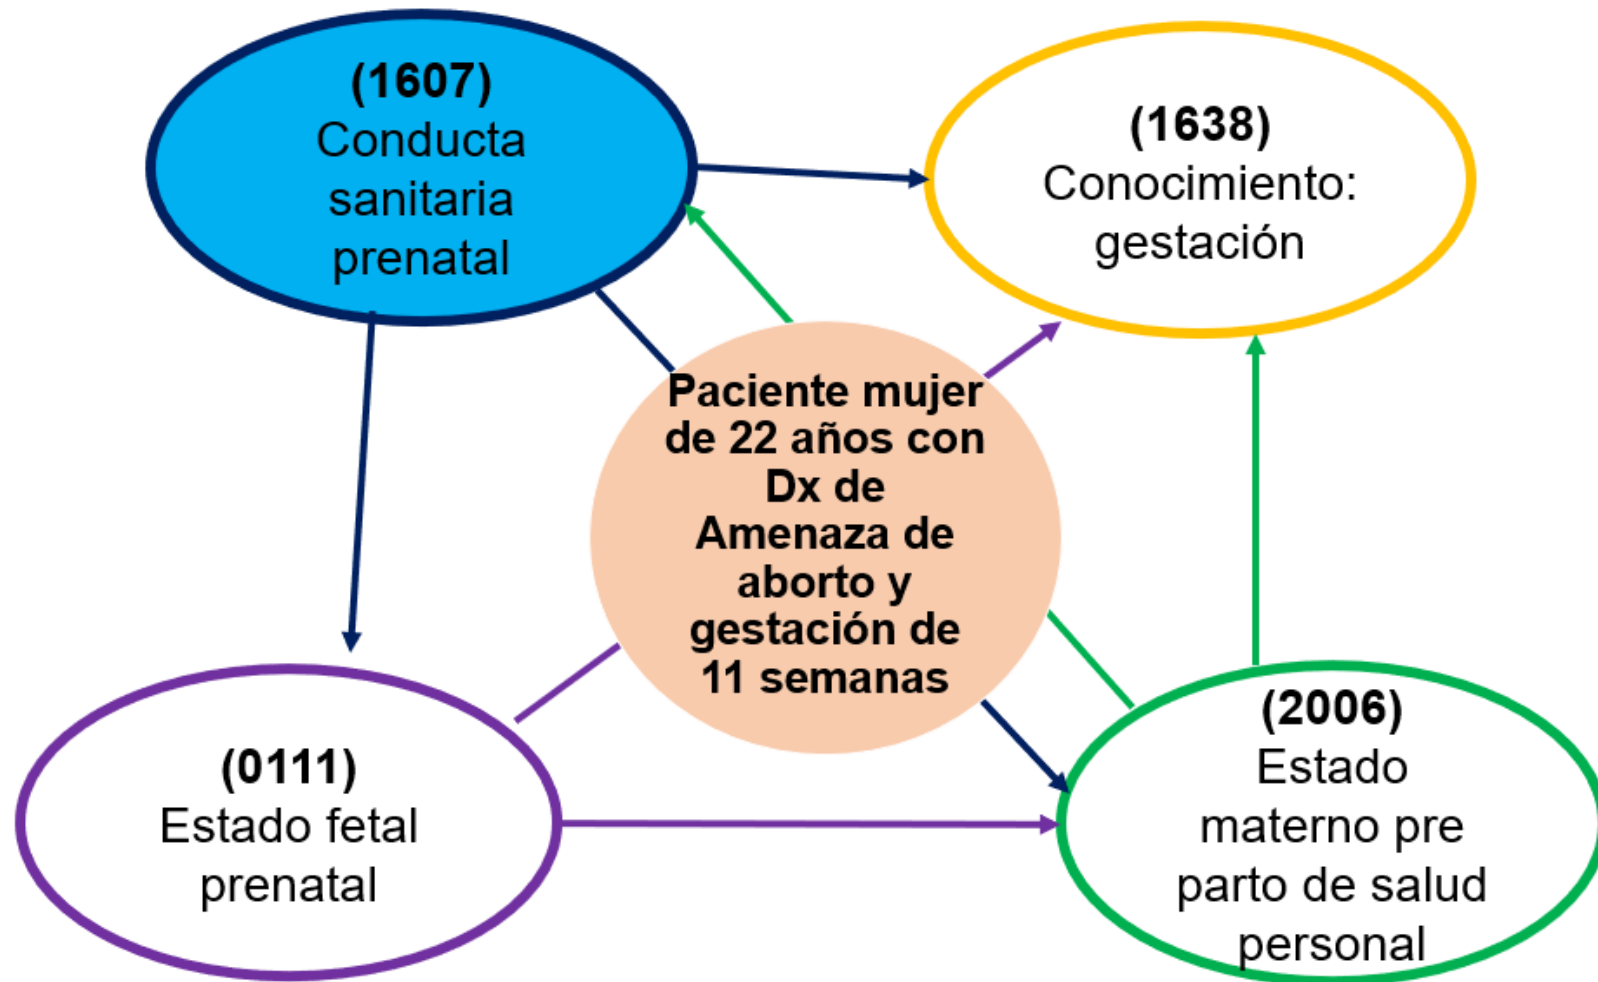 (1607)
Conducta
sanitaria
prenatal
(1638)
Conocimiento:
gestación
Paciente mujer
de 22 años con
Dx de
Amenaza de
aborto y
gestación de
11 semanas
(0111)
Estado fetal
prenatal
(2006)
Estado
materno pre
parto de salud
personal